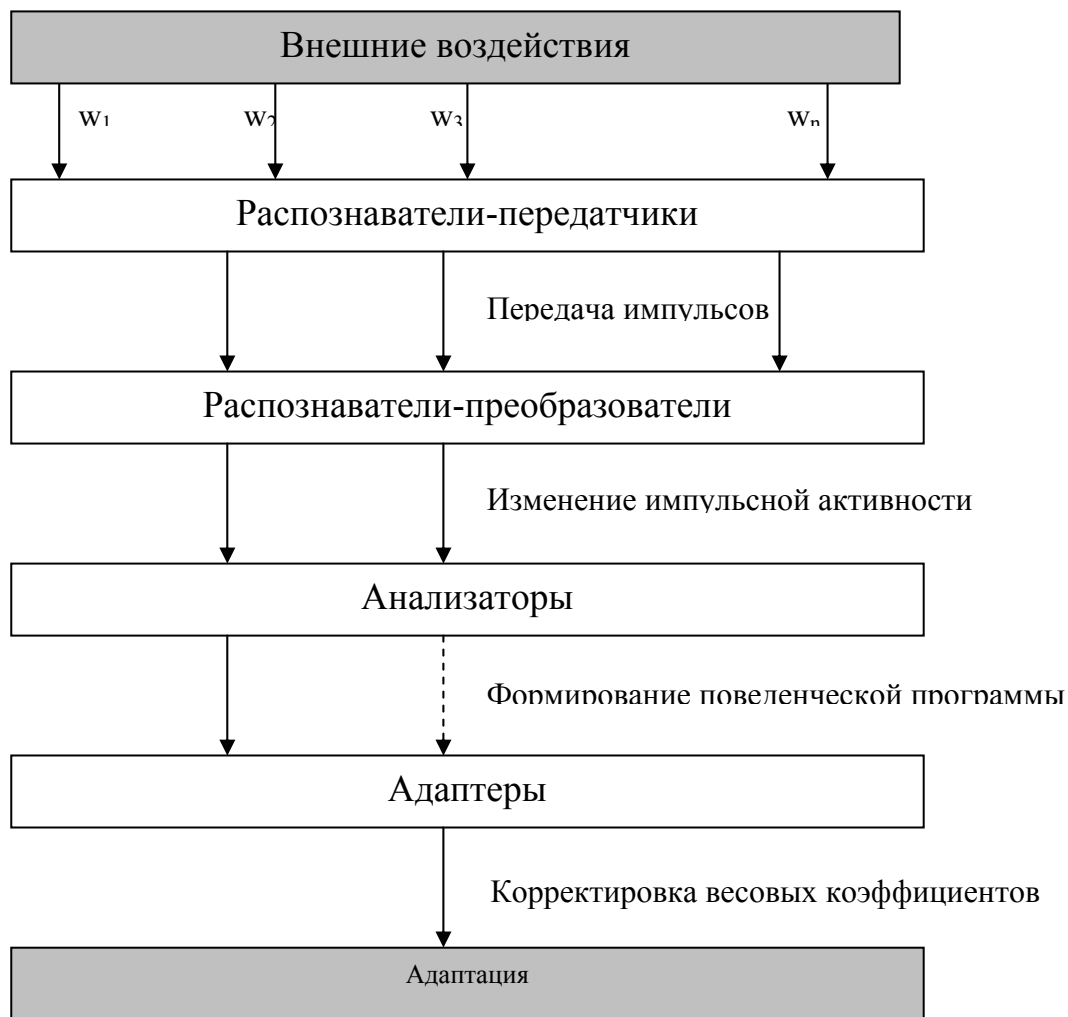 Внешние воздействия
w1 w2 w3 wn
Распознаватели-передатчики
Передача импульсов
Распознаватели-преобразователи
Изменение импульсной активности
Анализаторы
Формирование поведенческой программы
Адаптеры
Корректировка весовых коэффициентов
Адаптация